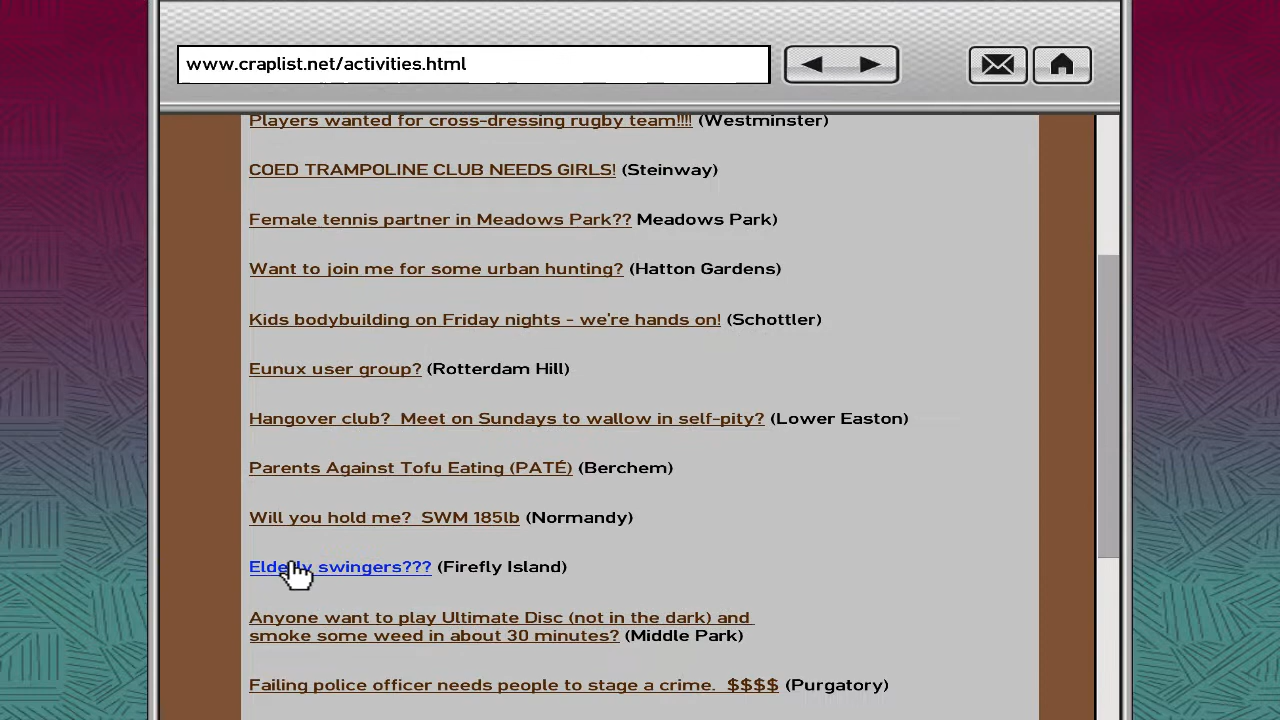 www.craplist.net/activities.html
Players wanted for cross-dressing rugby team!!!! (Westminster)
COED TRAMPOLINE CLUB NEEDS GIRLS! (Steinway)
Female tennis partner in Meadows Park?? Meadows Park)
Want to join me for some urban hunting? (Hatton Gardens)
Kids bodybuilding on Friday nights - we're hands on! (Schottler)
Eunux user group? (Rotterdam Hill)
Hangover club? Meet on Sundays to wallow in self-pity? (Lower Easton)
Parents Against Tofu Eating (PATÉ) (Berchem)
Will you hold me? SWM 185lb (Normandy)
Elderly swingers??? (Firefly Island)
Anyone want to play Ultimate Disc (not in the dark) and
smoke some weed in about 30 minutes? (Middle Park)
Failing police officer needs people to stage a crime. $$$$ (Purgatory)